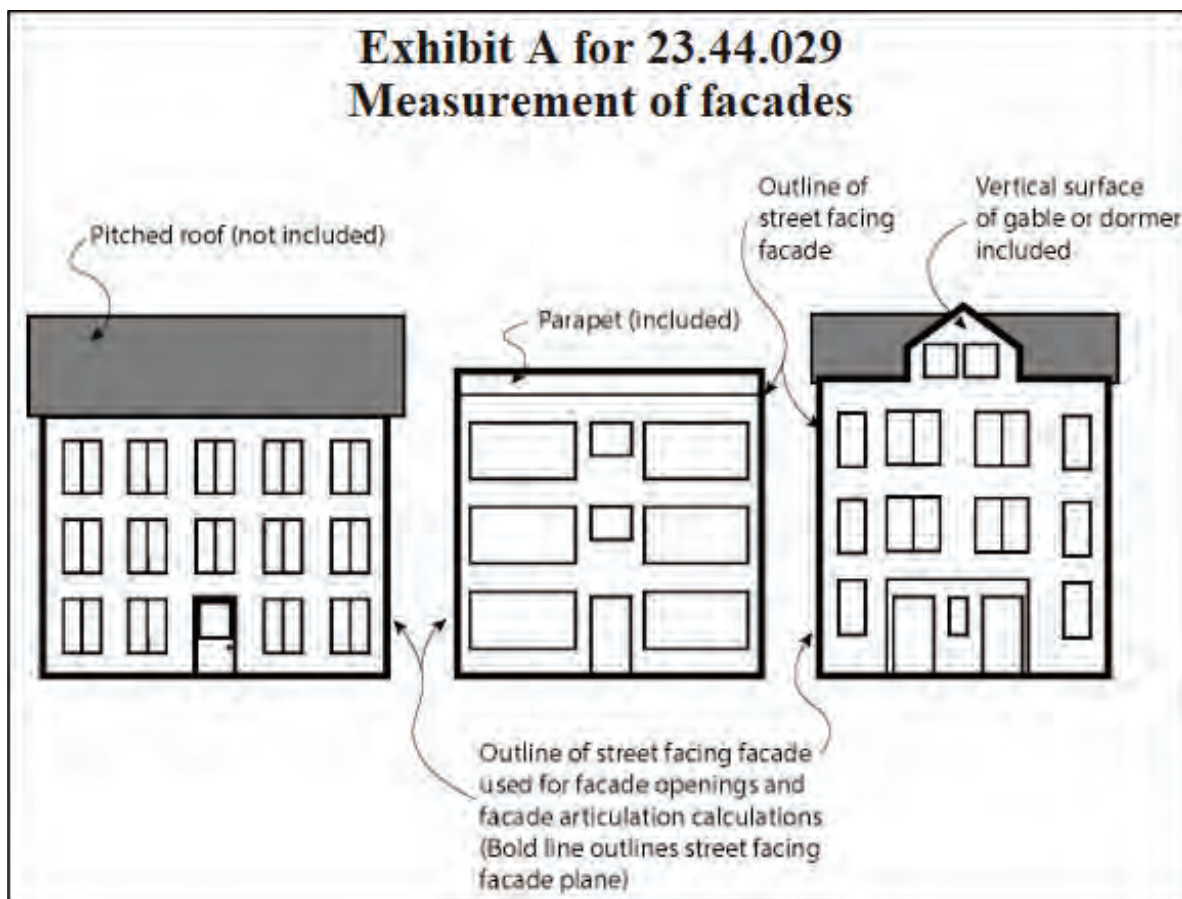 Exhibit A for 23.44.029
Measurement of facades
Pitched roof (not included)
Parapet (included)
Outline of
street facing
facade
Vertical surface
of gable or dormer
included
Outline of street facing facade
used for facade openings and
facade articulation calculations
(Bold line outlines street facing
facade plane)